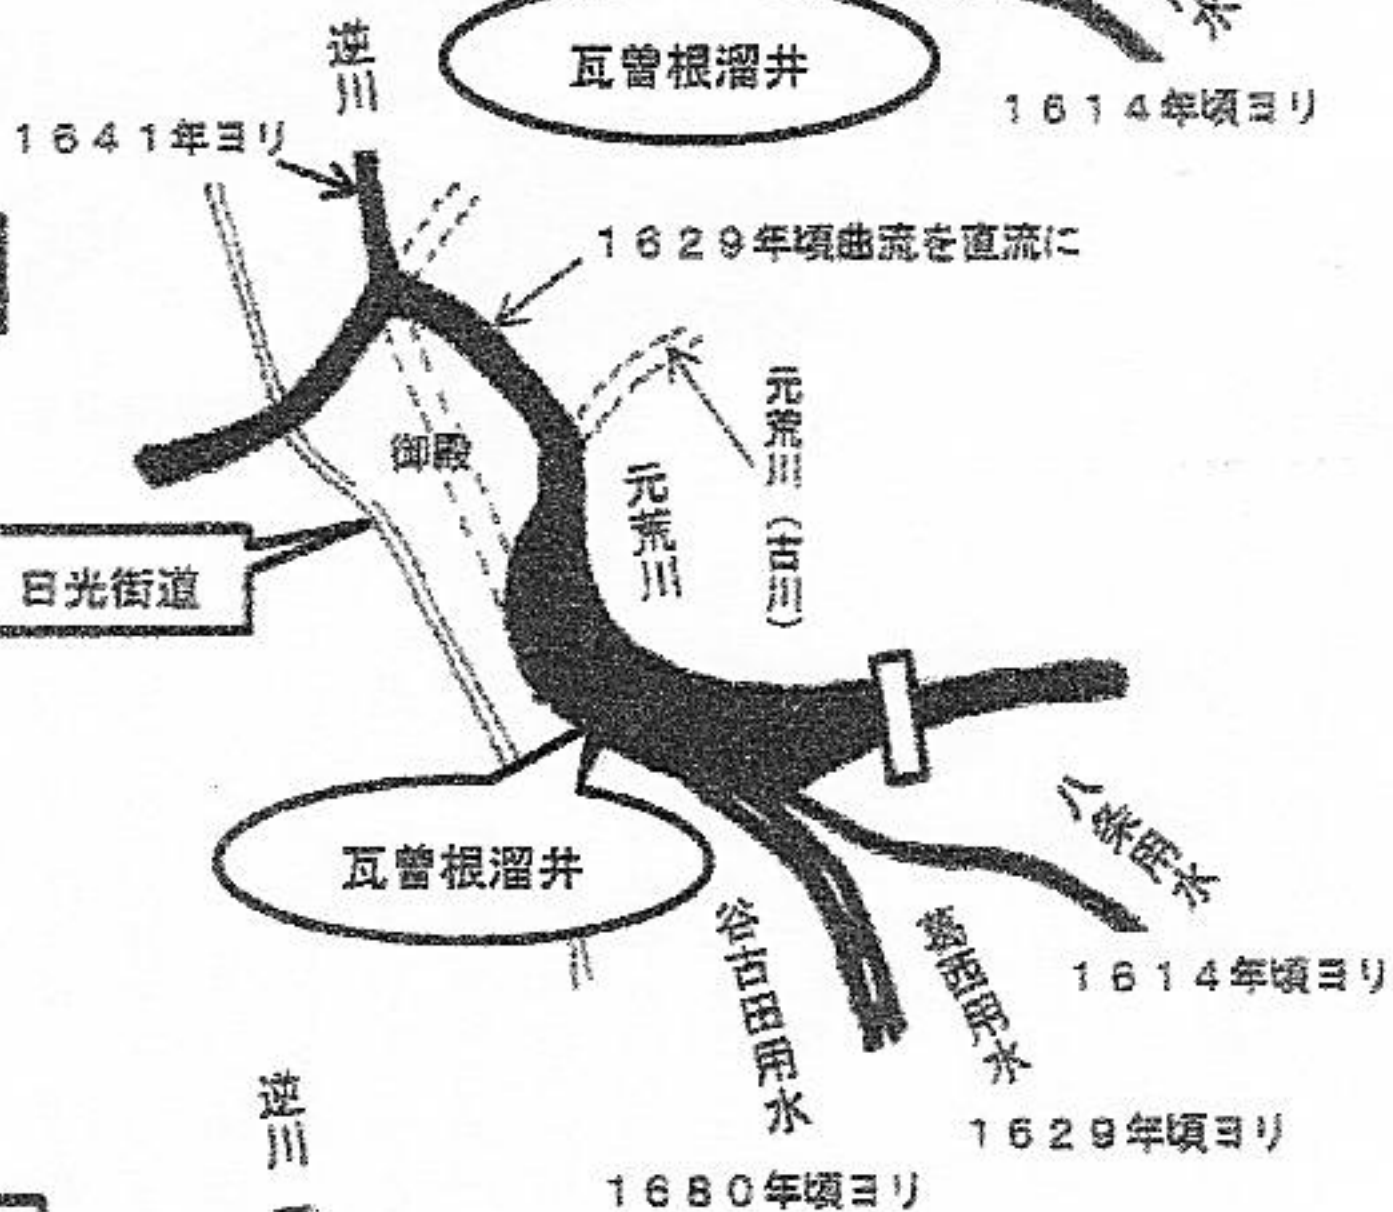 逆川
瓦曽根溜井
1614年頃ヨリ
1641年ヨリ
1629年頃曲流を直流に
元荒川(古川)
元荒川
御殿
日光街道
瓦曽根溜井
八条用水
1614年頃ヨリ
谷古田用水
用水
1629年頃ヨリ
1680年頃ヨリ
逆川